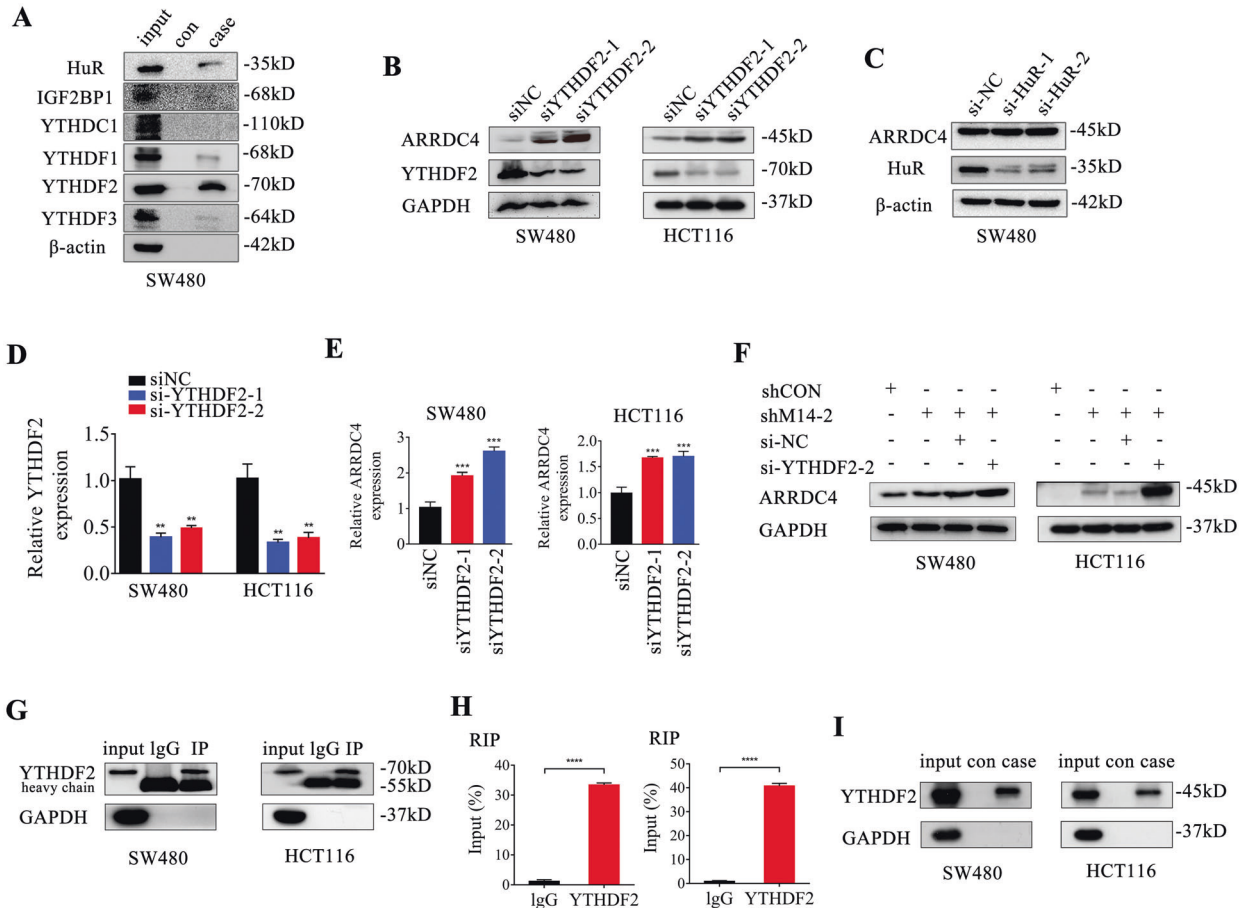 A
input con case
HuR -35kD
IGF2BP1 -68kD
YTHDC1 -110kD
YTHDF1 -68kD
YTHDF2 -70kD
YTHDF3 -64kD
β-actin -42kD
SW480
B
siNC siYTHDF2-1 siYTHDF2-2 siNC siYTHDF2-1 siYTHDF2-2
ARRDC4 -45kD
YTHDF2 -70kD
GAPDH -37kD
SW480 HCT116
C
si-NC si-HuR-1 si-HuR-2
ARRDC4 -45kD
HuR -35kD
β-actin -42kD
SW480
D
siNC
si-YTHDF2-1
si-YTHDF2-2
Relative YTHDF2
expression
1.5
1.0
0.5
0.0
** ** ** **
SW480 HCT116
E
SW480
Relative ARRDC4
expression
3
2
1
0
*** ***
siNC siYTHDF2-1 siYTHDF2-2
HCT116
Relative ARRDC4
expression
2.0
1.5
1.0
0.5
0.0
*** ***
siNC siYTHDF2-1 siYTHDF2-2
F
shCON + - - - + - - -
shM14-2 - + + + - + + +
si-NC - - + - - - + -
si-YTHDF2-2 - - - + - - - +
ARRDC4 -45kD
GAPDH -37kD
SW480 HCT116
G
input lgG IP input lgG IP
YTHDF2 -70kD
heavy chain -55kD
GAPDH -37kD
SW480 HCT116
H
RIP
Input (%)
40
30
20
10
0
****
lgG YTHDF2
RIP
Input (%)
50
40
30
20
10
0
****
lgG YTHDF2
I
input con case input con case
YTHDF2 -45kD
GAPDH -37kD
SW480 HCT116